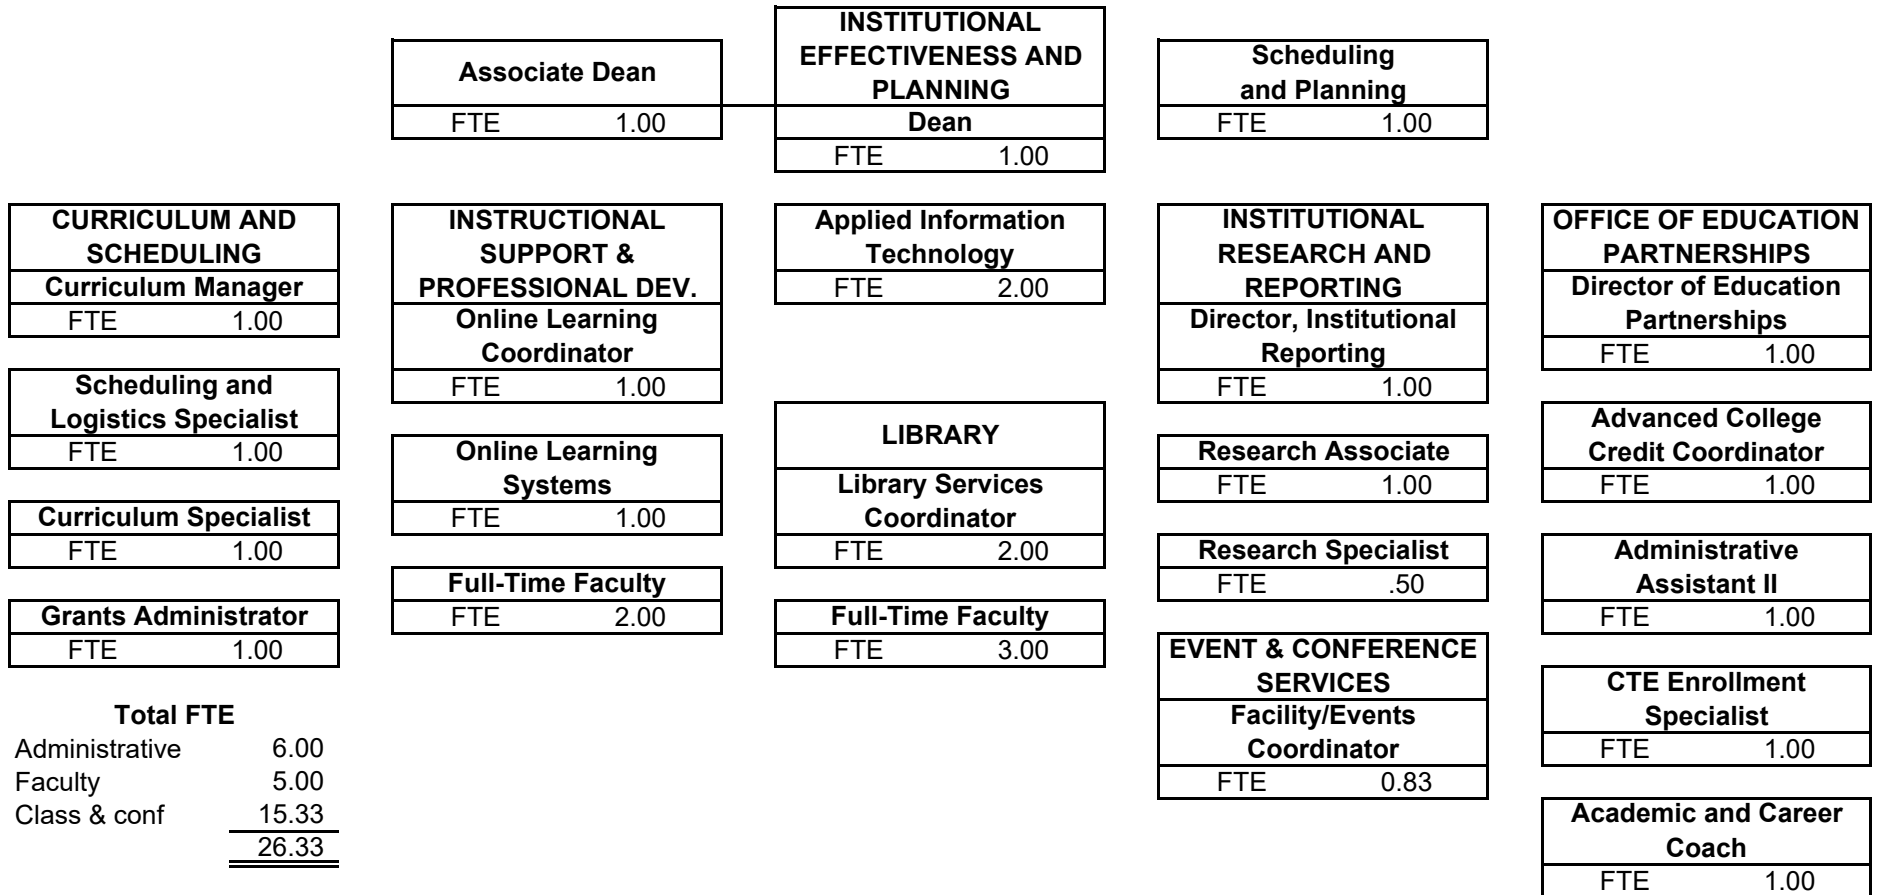 Associate Dean
FTE 1.00
INSTITUTIONAL
EFFECTIVENESS AND
PLANNING
Dean
FTE 1.00
Scheduling
and Planning
FTE 1.00
CURRICULUM AND
SCHEDULING
Curriculum Manager
FTE 1.00
Scheduling and
Logistics Specialist
FTE 1.00
Curriculum Specialist
FTE 1.00
Grants Administrator
FTE 1.00
Total FTE
Administrative 6.00
Faculty 5.00
Class & conf 15.33
26.33
INSTRUCTIONAL
SUPPORT &
PROFESSIONAL DEV.
Online Learning
Coordinator
FTE 1.00
Online Learning
Systems
FTE 1.00
Full-Time Faculty
FTE 2.00
Applied Information
Technology
FTE 2.00
LIBRARY
Library Services
Coordinator
FTE 2.00
Full-Time Faculty
FTE 3.00
INSTITUTIONAL
RESEARCH AND
REPORTING
Director, Institutional
Reporting
FTE 1.00
Research Associate
FTE 1.00
Research Specialist
FTE .50
EVENT & CONFERENCE
SERVICES
Facility/Events
Coordinator
FTE 0.83
OFFICE OF EDUCATION
PARTNERSHIPS
Director of Education
Partnerships
FTE 1.00
Advanced College
Credit Coordinator
FTE 1.00
Administrative
Assistant II
FTE 1.00
CTE Enrollment
Specialist
FTE 1.00
Academic and Career
Coach
FTE 1.00